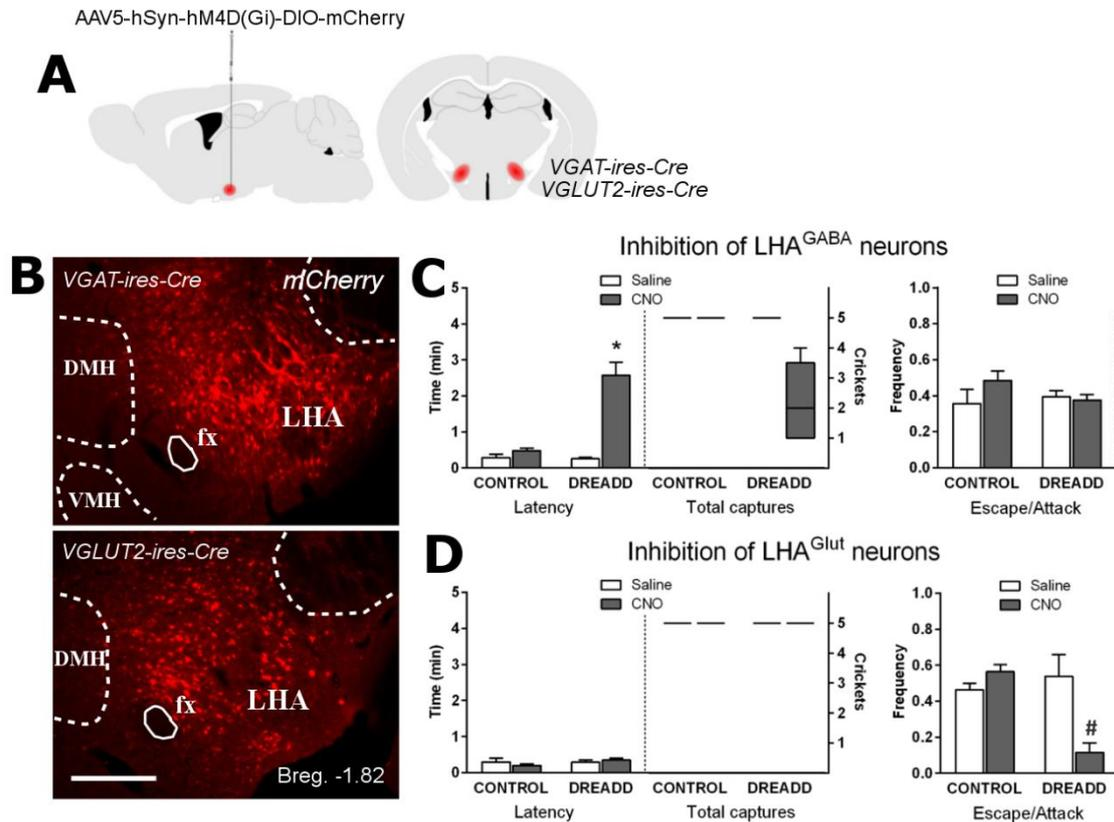 AAV5-hSyn-hM4D(Gi)-DIO-mCherry
A
VGAT-ires-Cre
VGLUT2-ires-Cre
B
VGAT-ires-Cre
mCherry
DMH
LHA
fx
VMH
VGLUT2-ires-Cre
DMH
fx
LHA
Breg. -1.82
C
Inhibition of LHA^GABA neurons
Saline
CNO
Time (min)
5
4
3
2
1
0
*
CONTROL
DREADD
Latency
CONTROL
DREADD
Total captures
5
4
3
2
1
Crickets
Saline
CNO
Frequency
1.0
0.8
0.6
0.4
0.2
0.0
CONTROL
DREADD
Escape/Attack
D
Inhibition of LHA^Glut neurons
Saline
CNO
Time (min)
5
4
3
2
1
0
CONTROL
DREADD
Latency
CONTROL
DREADD
Total captures
5
4
3
2
1
Crickets
Saline
CNO
Frequency
1.0
0.8
0.6
0.4
0.2
0.0
#
CONTROL
DREADD
Escape/Attack